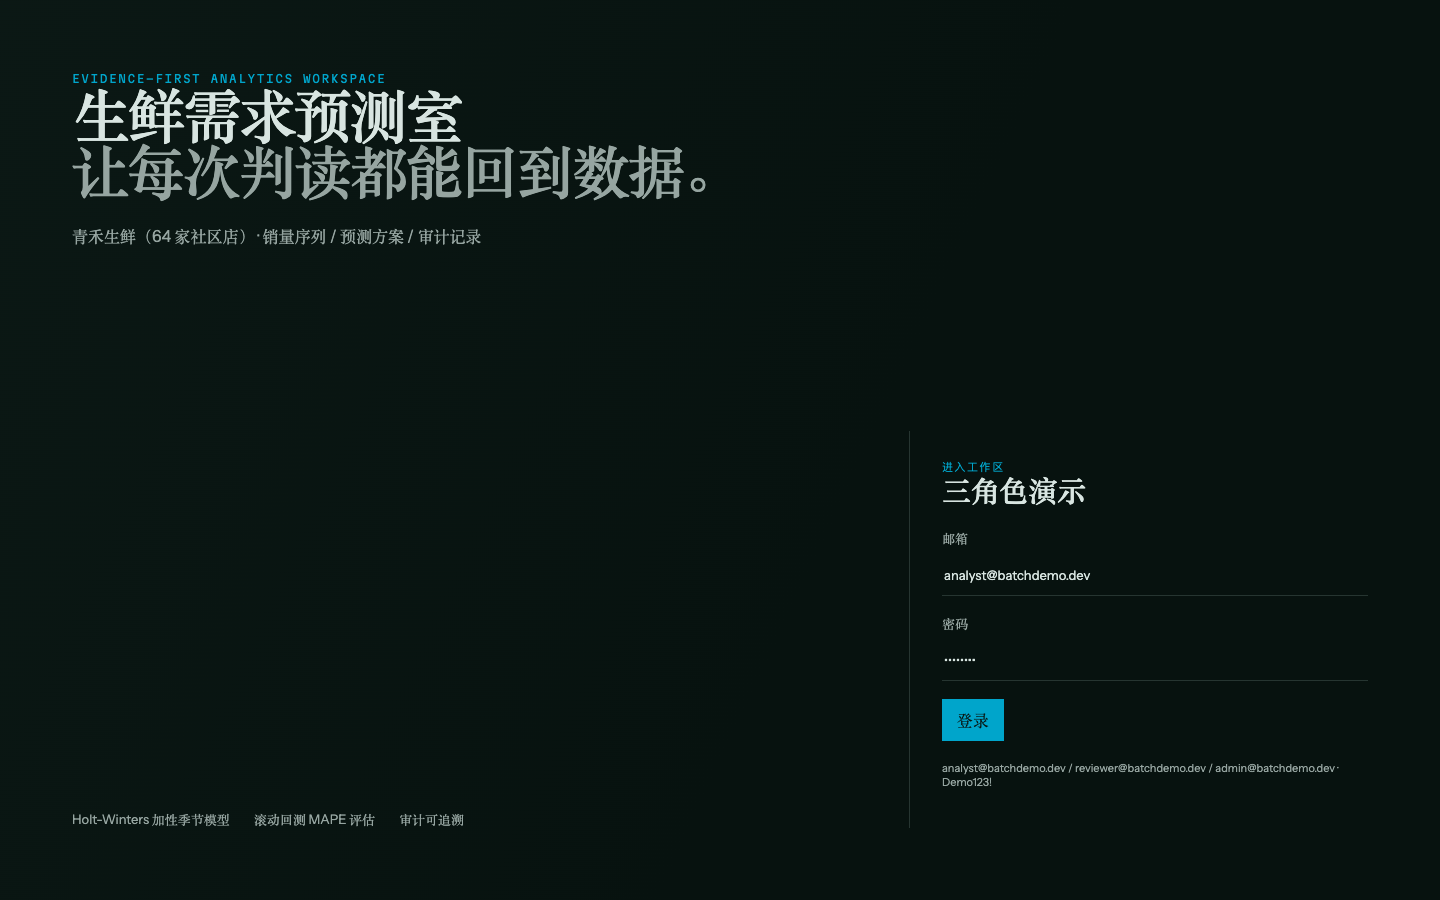 EVIDENCE-FIRST ANALYTICS WORKSPACE
生鲜需求预测室
让每次判读都能回到数据。
青禾生鲜（64 家社区店）· 销量序列 / 预测方案 / 审计记录
进入工作区
三角色演示
邮箱
analyst@batchdemo.dev
密码
••••••••
登录
analyst@batchdemo.dev / reviewer@batchdemo.dev / admin@batchdemo.dev ·
Demo123!
Holt-Winters 加性季节模型 滚动回测 MAPE 评估 审计可追溯